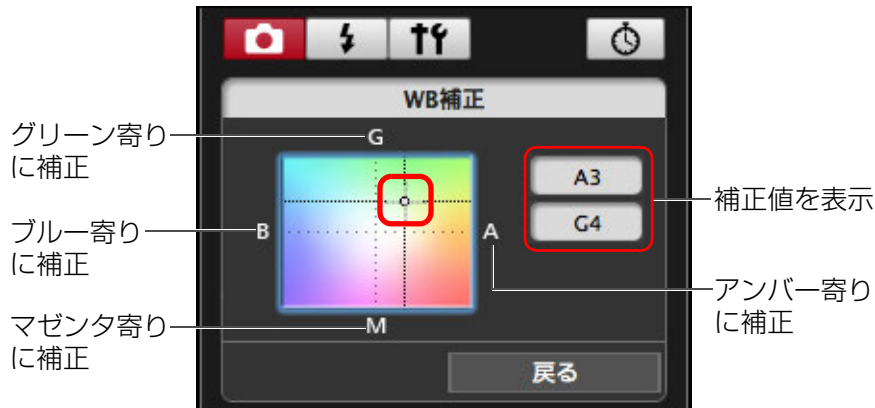 WB補正
グリーン寄り
に補正
G
A3
補正値を表示
ブルー寄り
に補正
B
A
G4
アンバー寄り
に補正
マゼンタ寄り
に補正
M
戻る